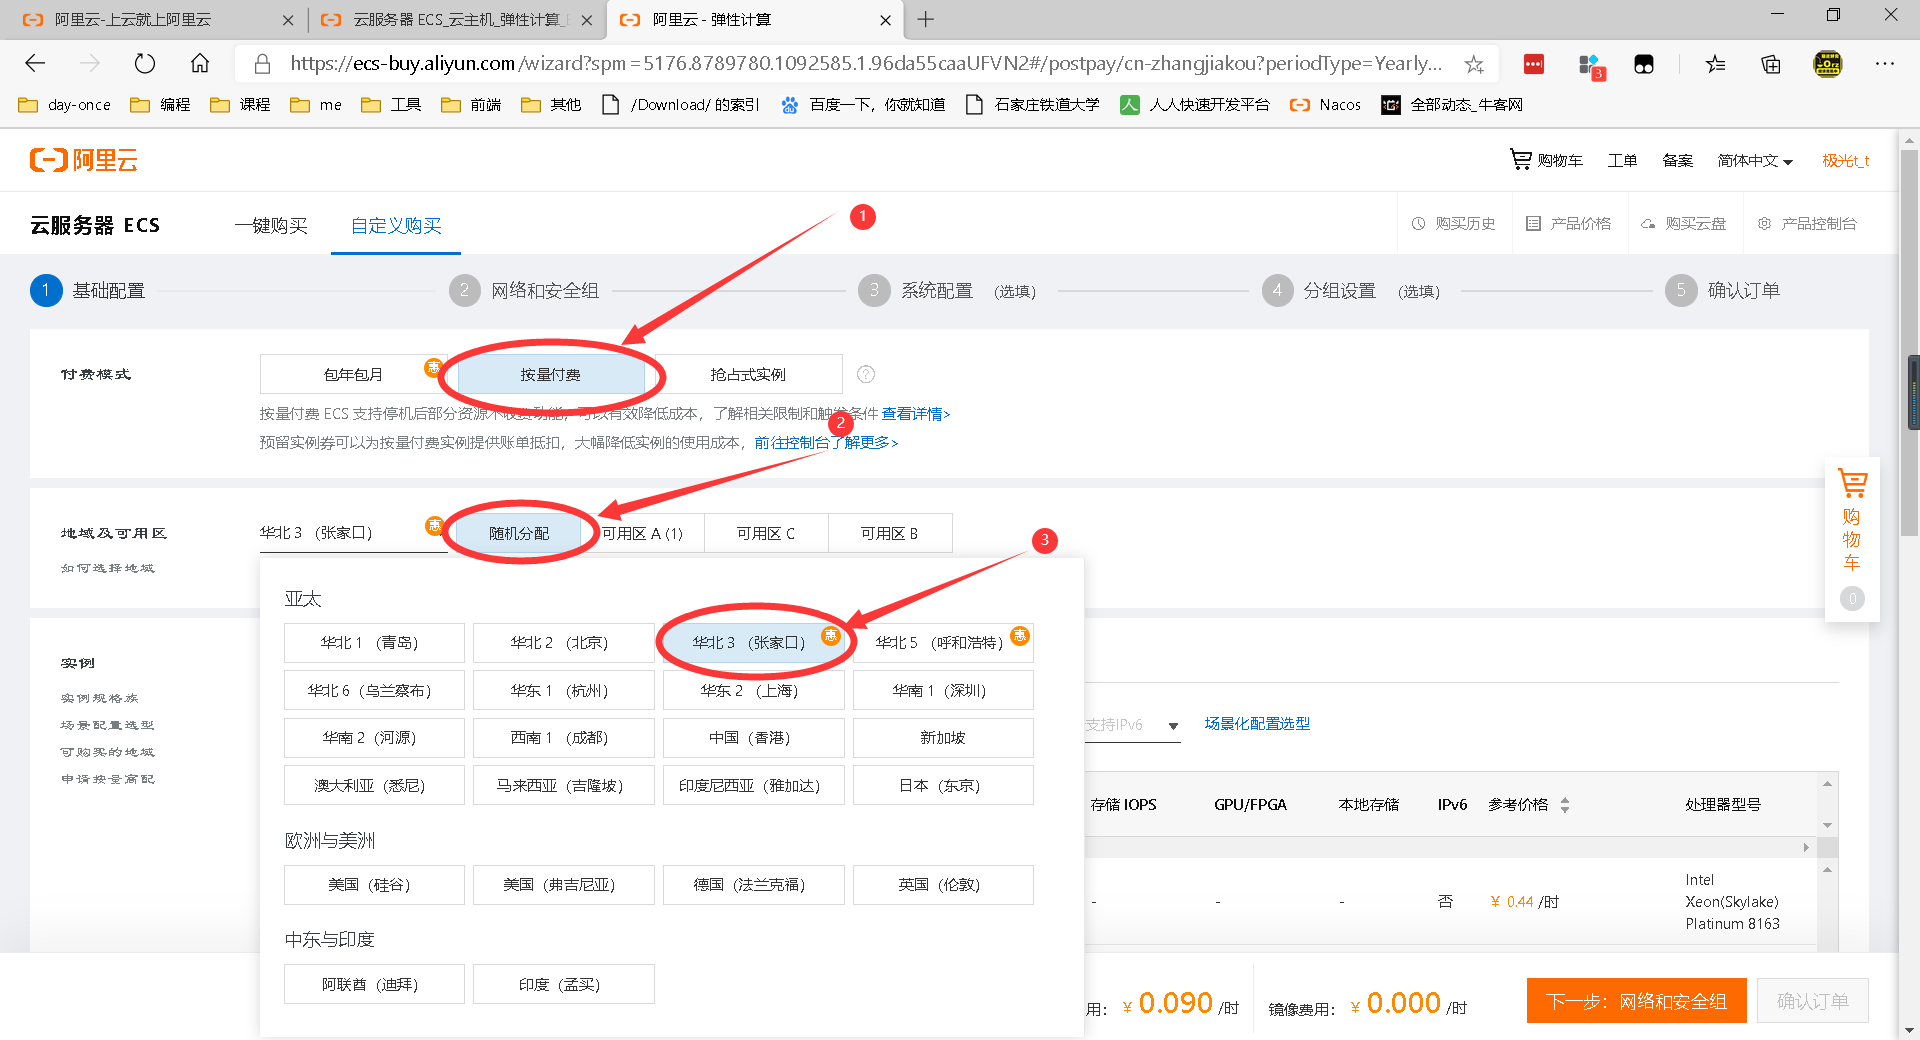 阿里云-上云就上阿里云
云服务器 ECS_云主机_弹性计算_E
阿里云 - 弹性计算
https://ecs-buy.aliyun.com/wizard?spm=5176.8789780.1092585.1.96da55caaUFVN2#/postpay/cn-zhangjiakou?periodType=Yearly...
3
day-once 编程 课程 me 工具 前端 其他 /Download/ 的索引 百度一下，你就知道 石家庄铁道大学 人人快速开发平台 Nacos 全部动态_牛客网
阿里云
购物车 工单 备案 简体中文 极光t_t
云服务器 ECS 一键购买 自定义购买
购买历史 产品价格 购买云盘 产品控制台
1
1 基础配置 2 网络和安全组 3 系统配置 (选填) 4 分组设置 (选填) 5 确认订单
付费模式 包年包月 惠 按量付费 抢占式实例 ?
按量付费 ECS 支持停机后部分资源不收费功能，可以有效降低成本，了解相关限制和触发条件 查看详情>
2
预留实例券可以为按量付费实例提供账单抵扣，大幅降低实例的使用成本，前往控制台了解更多>
地域及可用区 华北 3 （张家口） 惠 随机分配 可用区 A (1) 可用区 C 可用区 B
3
如何选择地域
购物车
0
亚太
华北 1 （青岛） 华北 2 （北京） 华北 3 （张家口） 惠 华北 5 （呼和浩特） 惠
华北 6（乌兰察布） 华东 1 （杭州） 华东 2 （上海） 华南 1（深圳）
华南 2（河源） 西南 1（成都） 中国（香港） 新加坡
澳大利亚（悉尼） 马来西亚（吉隆坡） 印度尼西亚（雅加达） 日本（东京）
欧洲与美洲
美国（硅谷） 美国（弗吉尼亚） 德国（法兰克福） 英国（伦敦）
中东与印度
阿联酋（迪拜） 印度（孟买）
实例
实例规格族
场景配置选型
可购买的地域
申请按量高配
支持IPv6 场景化配置选型
存储 IOPS GPU/FPGA 本地存储 IPv6 参考价格 处理器型号
- - - 否 ¥ 0.44 /时 Intel
Xeon(Skylake)
Platinum 8163
用： ¥ 0.090 /时 镜像费用： ¥ 0.000 /时 下一步：网络和安全组 确认订单